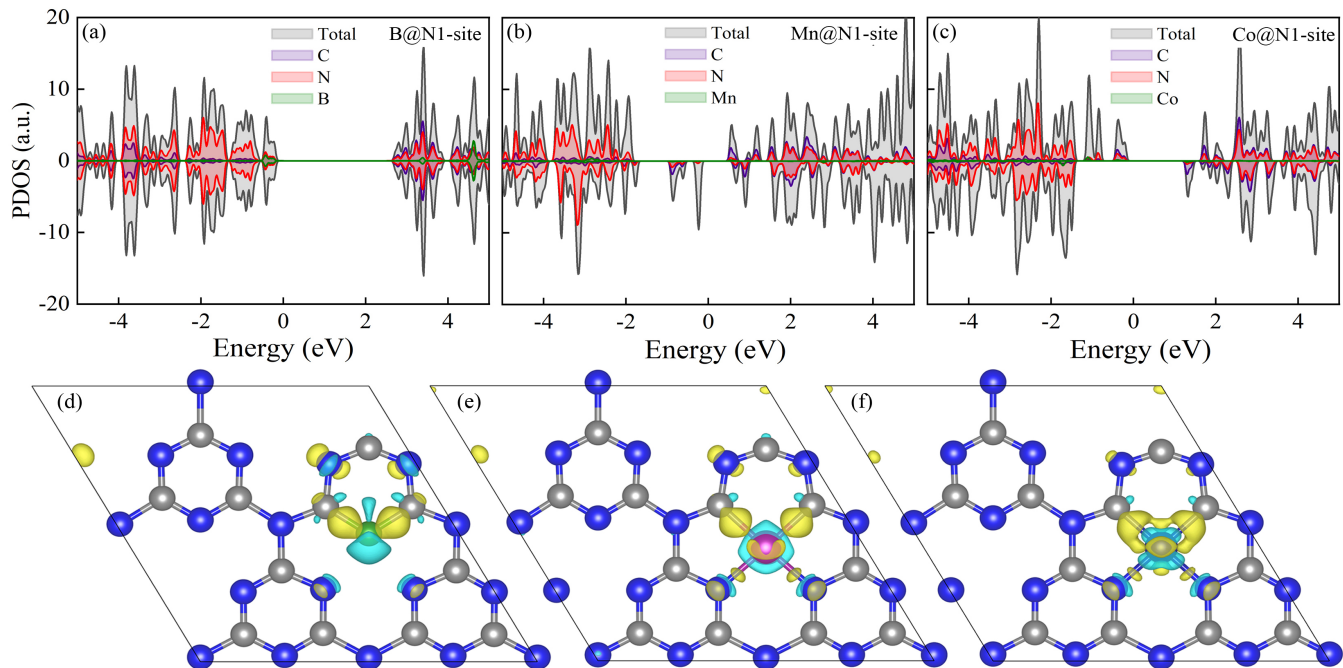 20
10
0
-10
-20
PDOS (a.u.)
(a)
B@N1-site
Total
C
N
B
-4
-2
0
2
4
Energy (eV)
(b)
Mn@N1-site
Total
C
N
Mn
-4
-2
0
2
4
Energy (eV)
(c)
Co@N1-site
Total
C
N
Co
-4
-2
0
2
4
Energy (eV)
(d)
(e)
(f)